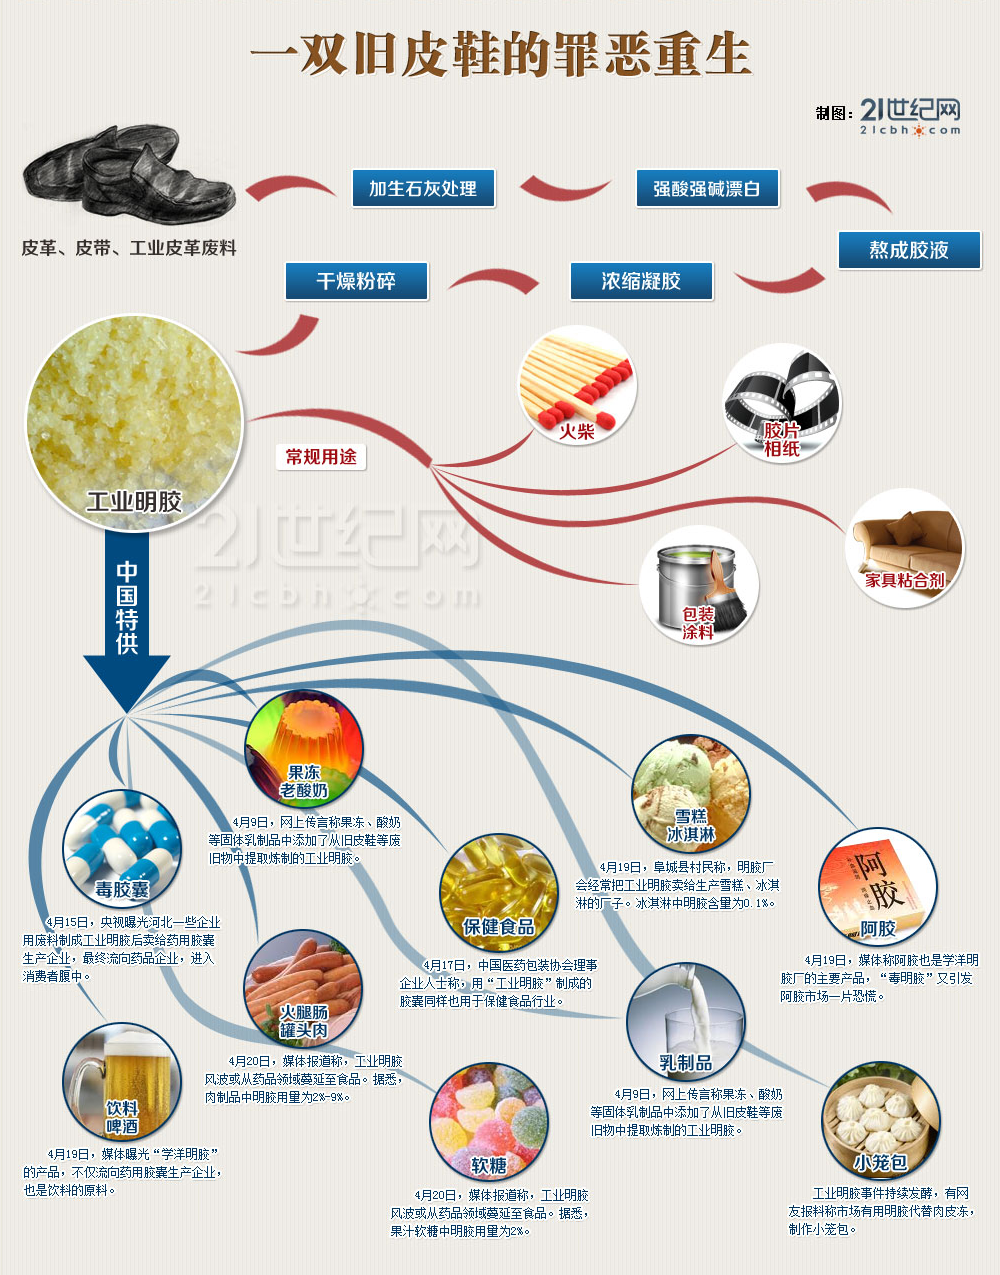 一双旧皮鞋的罪恶重生
制图：21世纪网
21cbh.com
加生石灰处理
强酸强碱漂白
皮革、皮带、工业皮革废料
熬成胶液
干燥粉碎
浓缩凝胶
火柴
胶片
相纸
常规用途
工业明胶
21世纪网
21cbh.com
家具粘合剂
包装
涂料
中国特供
果冻
老酸奶
4月9日，网上传言称果冻、酸奶
等固体乳制品中添加了从旧皮鞋等废
旧物中提取炼制的工业明胶。
雪糕
冰淇淋
4月19日，阜城县村民称，明胶厂
会经常把工业明胶卖给生产雪糕、冰淇
淋的厂子。冰淇淋中明胶含量为0.1%。
毒胶囊
4月15日，央视曝光河北一些企业
用废料制成工业明胶后卖给药用胶囊
生产企业，最终流向药品企业，进入
消费者腹中。
保健食品
4月17日，中国医药包装协会理事
企业人士称，用“工业明胶”制成的
胶囊同样也用于保健食品行业。
阿胶
阿胶
4月19日，媒体称阿胶也是学洋明
胶厂的主要产品，“毒明胶”又引发
阿胶市场一片恐慌。
火腿肠
罐头肉
4月20日，媒体报道称，工业明胶
风波或从药品领域蔓延至食品。据悉，
肉制品中明胶用量为2%-9%。
乳制品
4月9日，网上传言称果冻、酸奶
等固体乳制品中添加了从旧皮鞋等废
旧物中提取炼制的工业明胶。
饮料
啤酒
4月19日，媒体曝光“学洋明胶”
的产品，不仅流向药用胶囊生产企业，
也是饮料的原料。
软糖
4月20日，媒体报道称，工业明胶
风波或从药品领域蔓延至食品。据悉，
果汁软糖中明胶用量为2%。
小笼包
工业明胶事件持续发酵，有网
友报料称市场有用明胶代替肉皮冻，
制作小笼包。